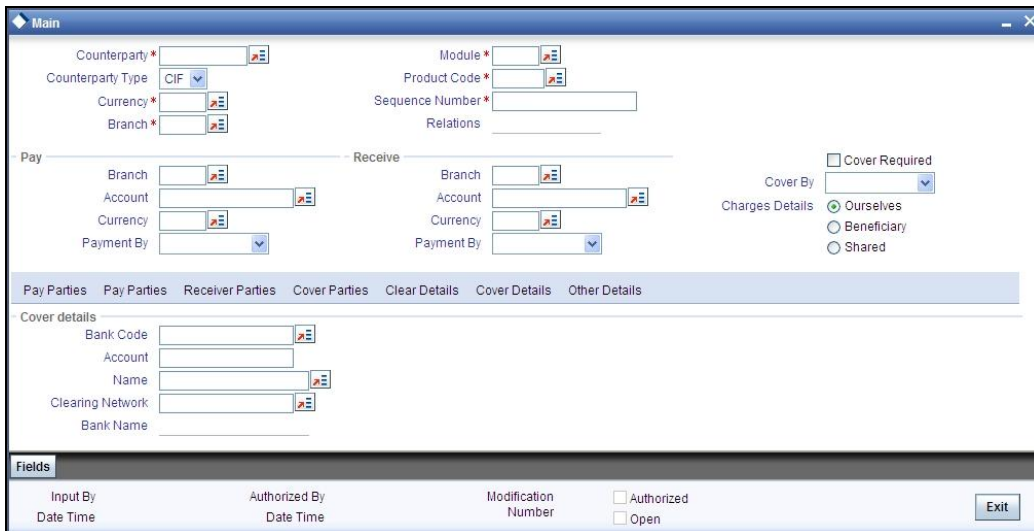 Main
Counterparty * Module *
Counterparty Type CIF Product Code *
Currency * Sequence Number *
Branch * Relations
Pay Receive Cover Required
Branch Branch Cover By
Account Account Charges Details Ourselves
Currency Currency Beneficiary
Payment By Payment By Shared
Pay Parties Pay Parties Receiver Parties Cover Parties Clear Details Cover Details Other Details
Cover details
Bank Code
Account
Name
Clearing Network
Bank Name
Fields
Input By Authorized By Modification Number Authorized
Date Time Date Time Open
Exit